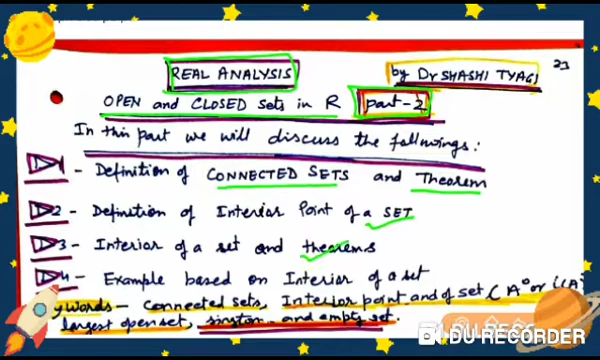 REAL ANALYSIS
by Dr SHASHI TYAGI
OPEN and CLOSED Sets in R part-2
In this part we will discuss the followings:
1 - Definition of CONNECTED SETS and Theorem
2 - Definition of Interior Point of a SET
3 - Interior of a set and theorems
4 - Example based on Interior of a set
ywords - Connected sets, Interior point and of set (A° or i(A)
largest open set, and empty set.
DU RECORDER